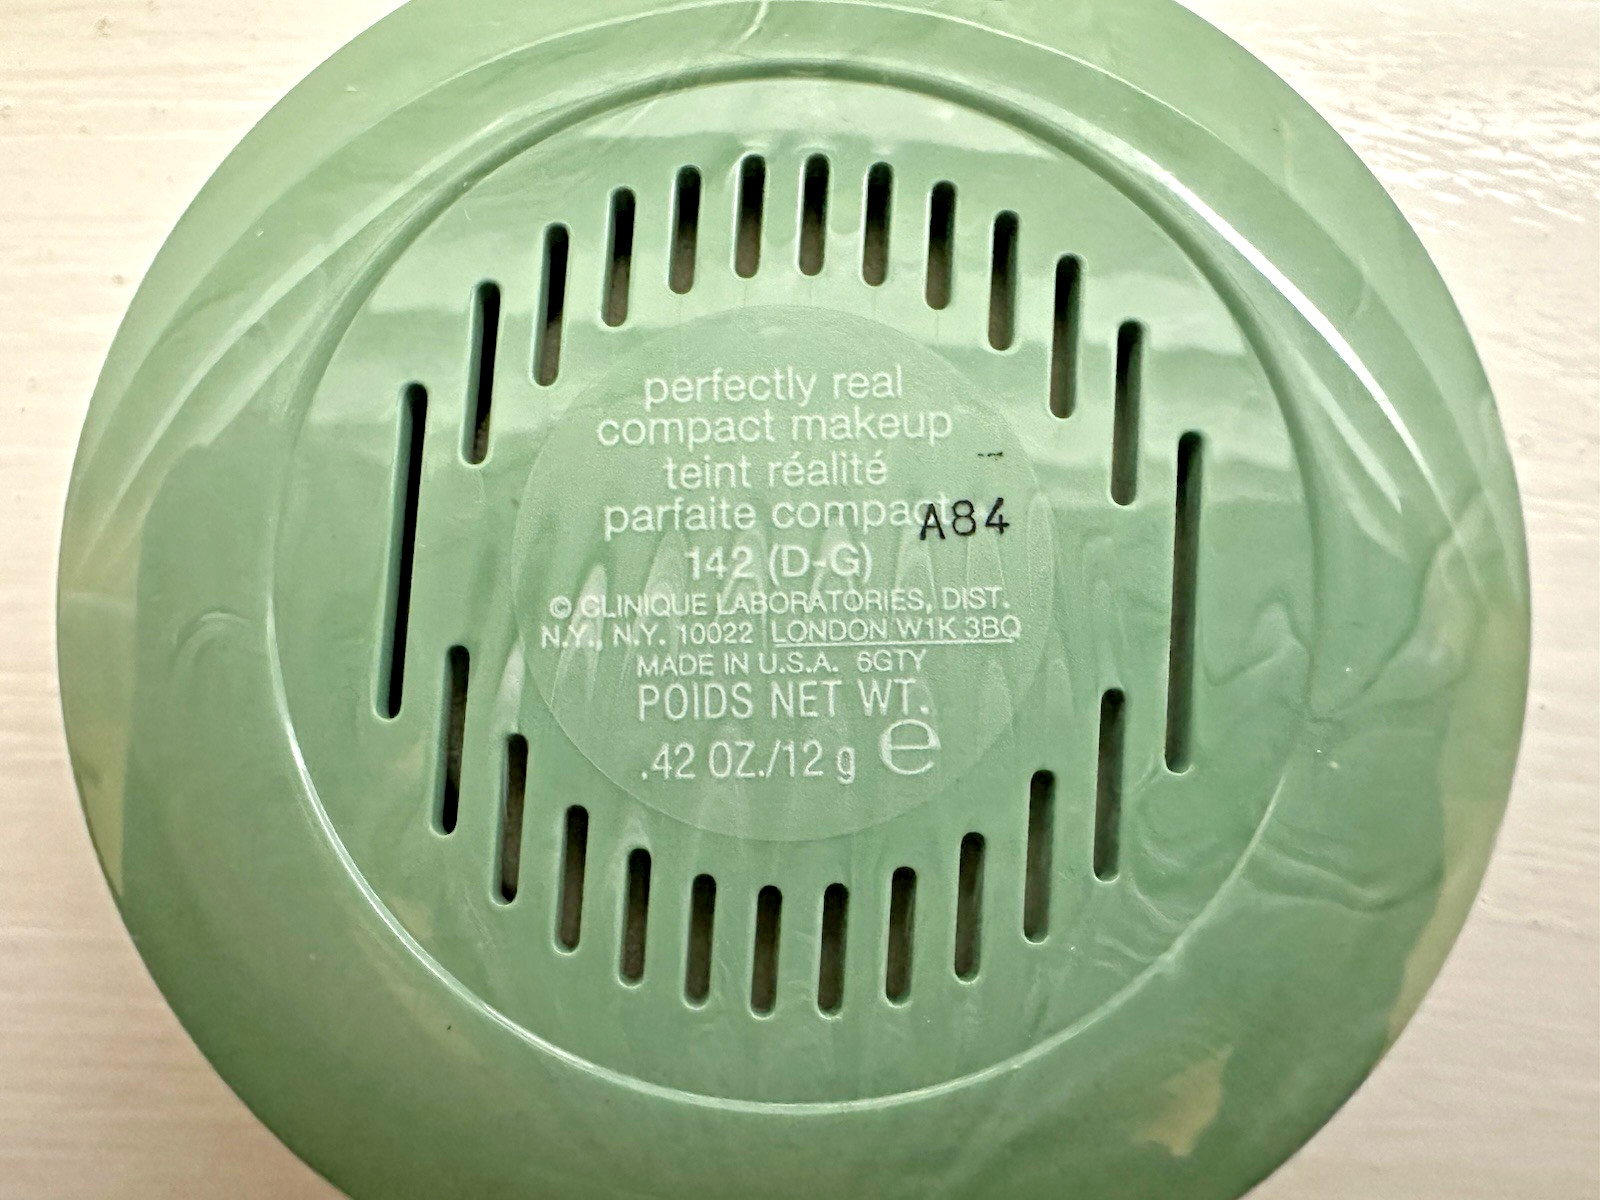 perfectly real
compact makeup
teint réalité
parfaite compact
A84
142 (D-G)
© CLINIQUE LABORATORIES, DIST.
N.Y., N.Y. 10022 LONDON W1K 3BQ
MADE IN U.S.A. 6GTY
POIDS NET WT.
.42 OZ./12 g e